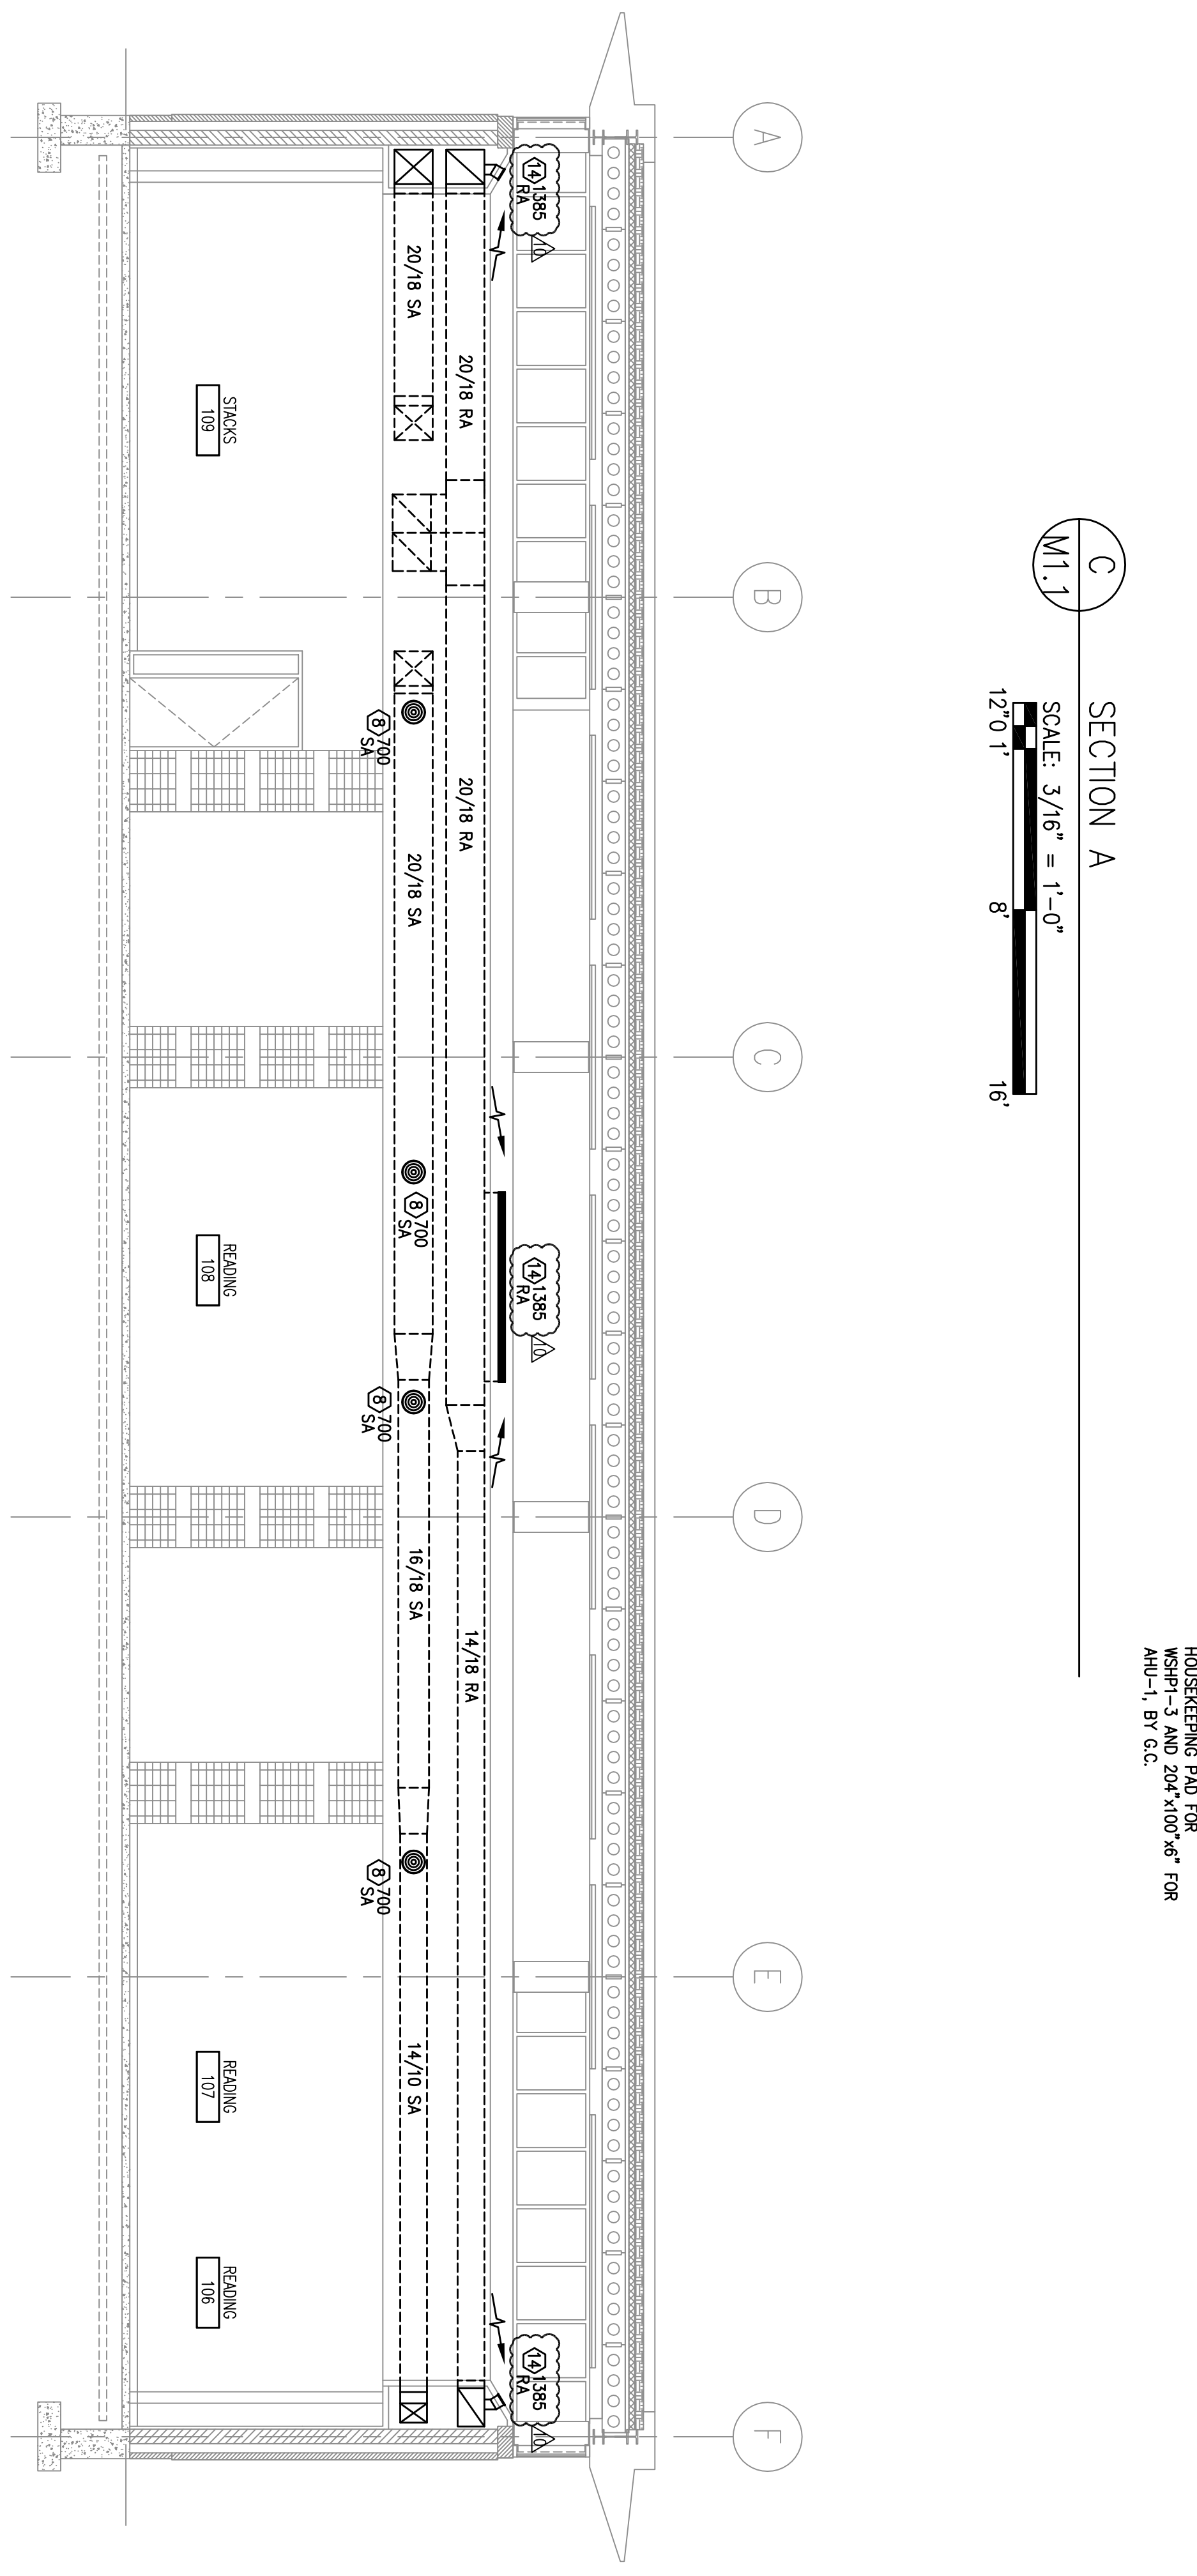 HOUSEKEEPING PAD FOR
WSHP1-3 AND 204"x100"x6" FOR
AHU-1, BY G.C.
C
M1.1
SECTION A
SCALE: 3/16" = 1'-0"
12" 0 1' 8' 16'
A
B
C
D
E
F
14 1385
RA
10
14 1385
RA
10
14 1385
RA
10
20/18 RA
20/18 RA
14/18 RA
20/18 SA
20/18 SA
16/18 SA
14/10 SA
8 700
SA
8 700
SA
8 700
SA
8 700
SA
STACKS
109
READING
108
READING
107
READING
106